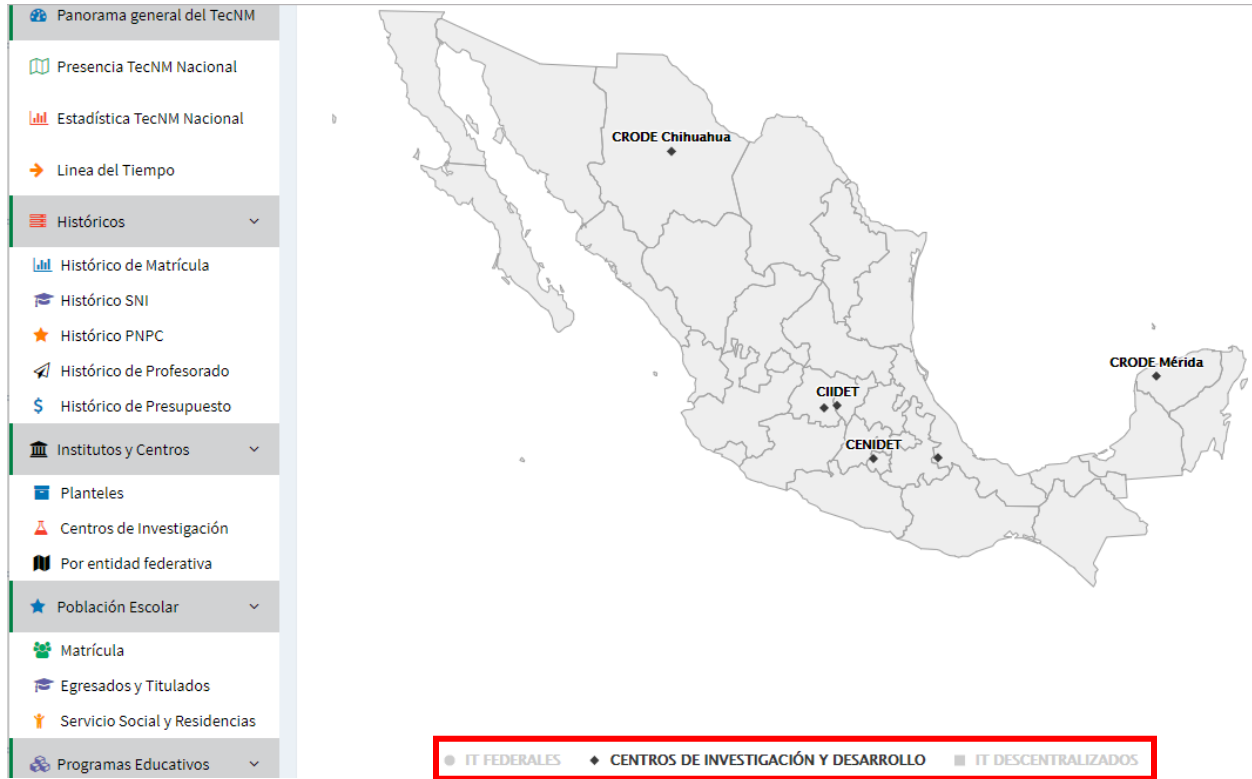 Panorama general del TecNM
Presencia TecNM Nacional
Estadística TecNM Nacional
Linea del Tiempo
Históricos
Histórico de Matrícula
Histórico SNI
Histórico PNPC
Histórico de Profesorado
Histórico de Presupuesto
Institutos y Centros
Planteles
Centros de Investigación
Por entidad federativa
Población Escolar
Matrícula
Egresados y Titulados
Servicio Social y Residencias
Programas Educativos
CRODE Chihuahua
CRODE Mérida
CIIDET
CENIDET
IT FEDERALES CENTROS DE INVESTIGACIÓN Y DESARROLLO IT DESCENTRALIZADOS